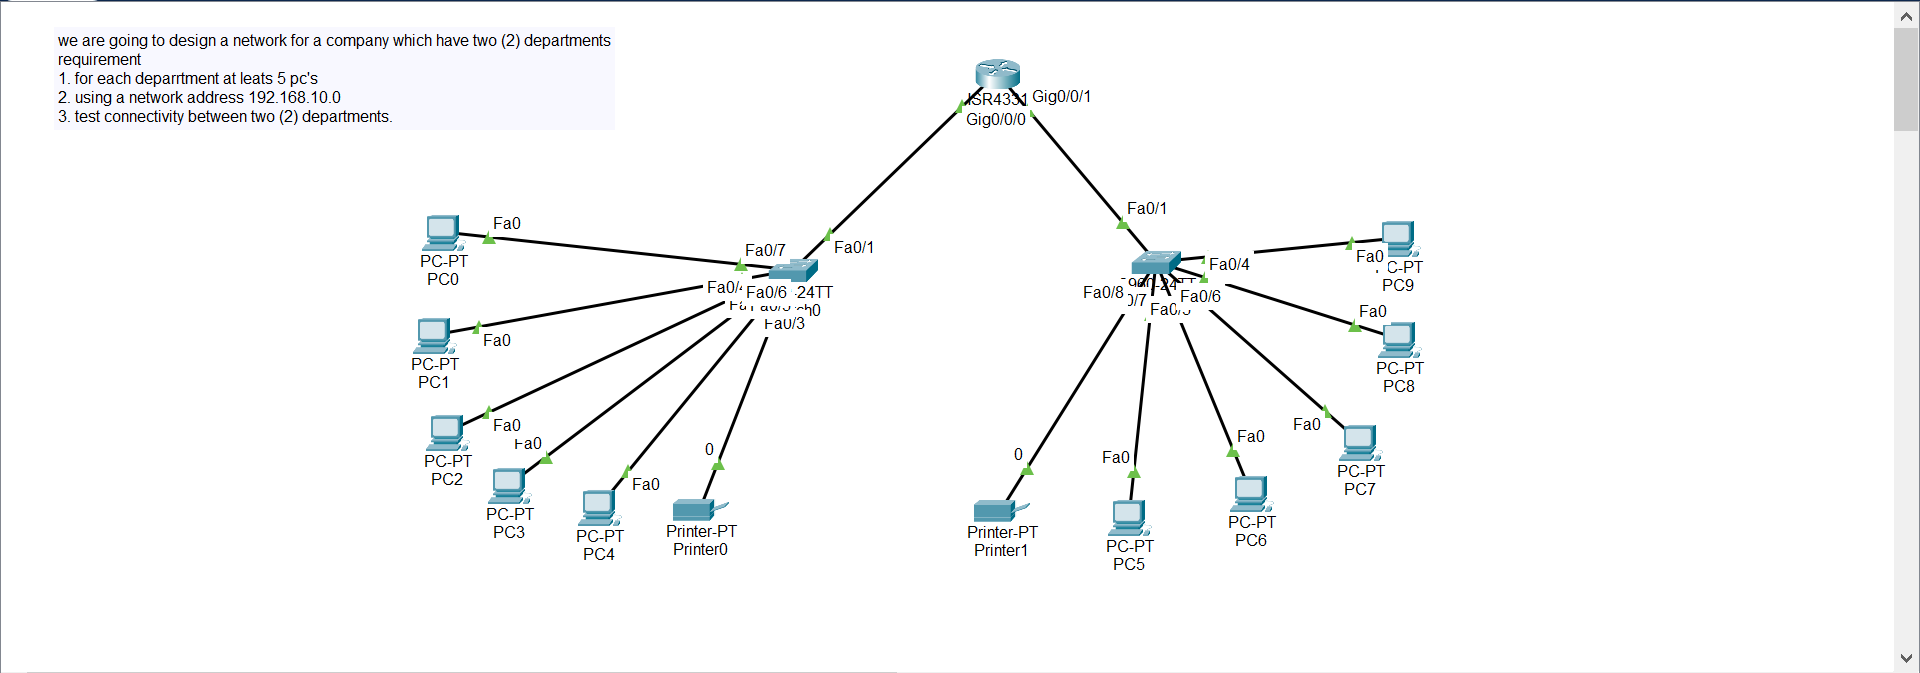 we are going to design a network for a company which have two (2) departments
requirement
1. for each deparrtment at leats 5 pc's
2. using a network address 192.168.10.0
3. test connectivity between two (2) departments.
ISR4331
Gig0/0/1
Gig0/0/0
Fa0/1
Fa0
Fa0/7
Fa0/1
PC-PT
PC0
Fa0/6
-24TT
Fa0/3
Fa0
PC-PT
PC1
Fa0
PC-PT
PC2
Fa0
PC-PT
PC3
Fa0
PC-PT
PC4
0
Printer-PT
Printer0
Fa0/4
Fa0/8
0/7
Fa0/6
Fa0
C-PT
PC9
Fa0
PC-PT
PC8
Fa0
PC-PT
PC7
Fa0
PC-PT
PC6
Fa0
PC-PT
PC5
0
Printer-PT
Printer1